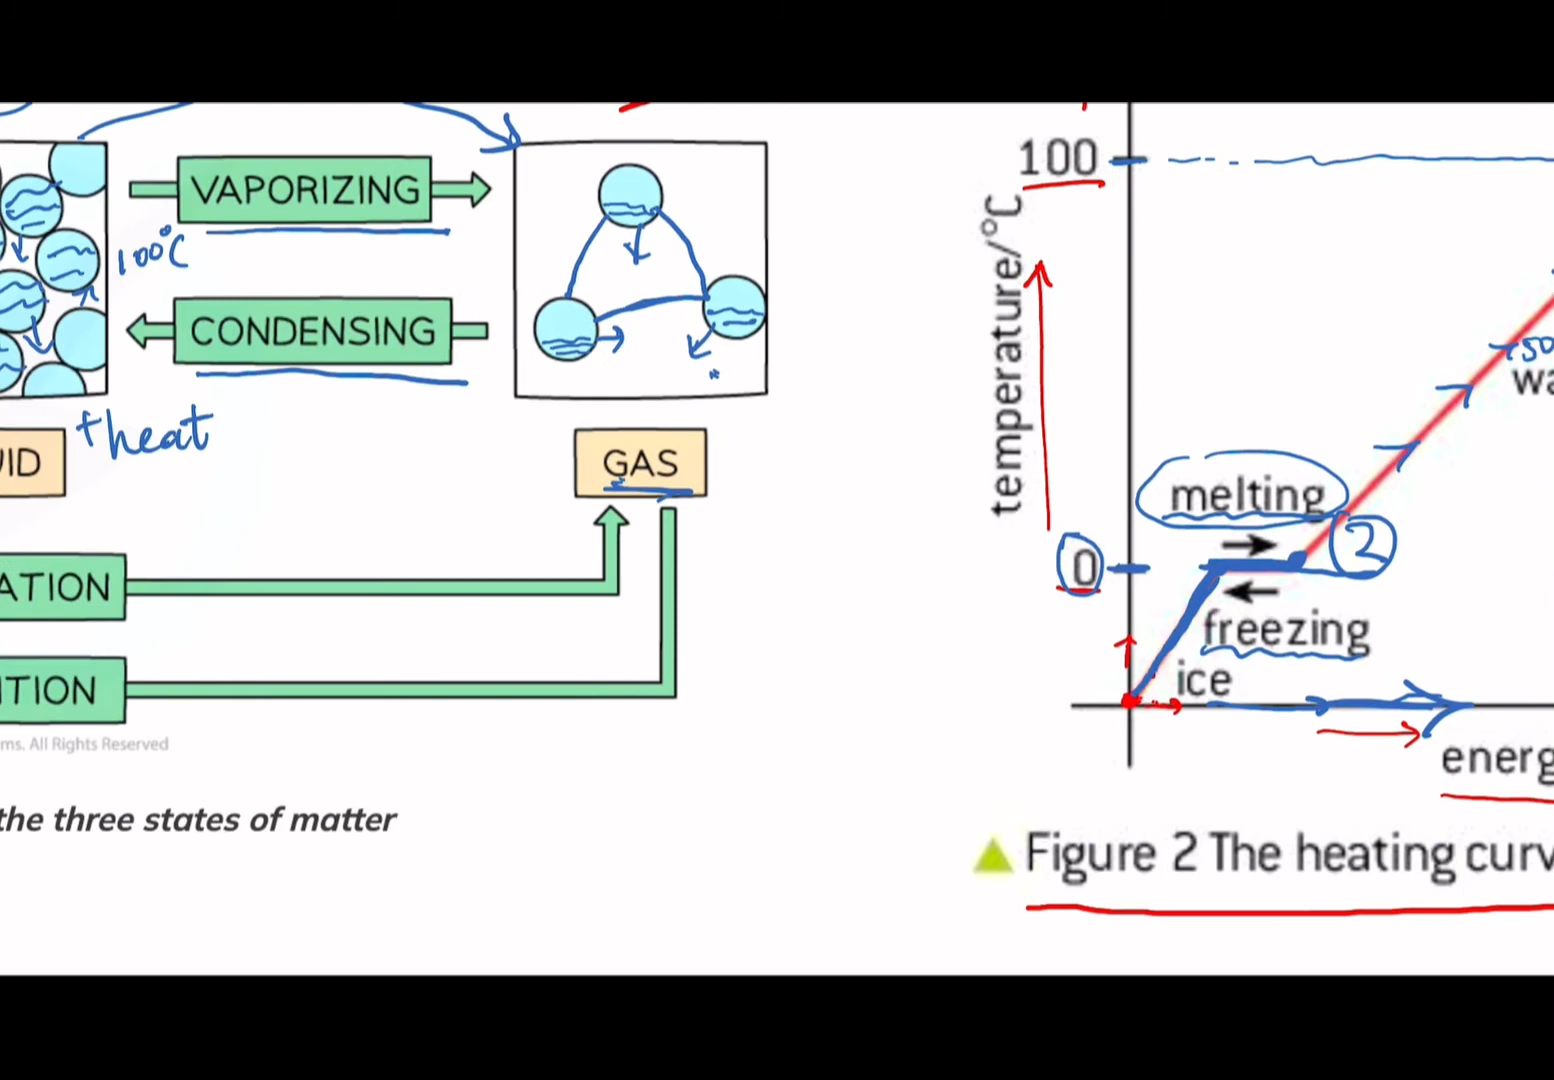 VAPORIZING
100°C
CONDENSING
+heat
UID
GAS
ATION
ITION
ms. All Rights Reserved
the three states of matter
100
temperature/°C
50
wa
melting
2
0
freezing
ice
energ
Figure 2 The heating curv